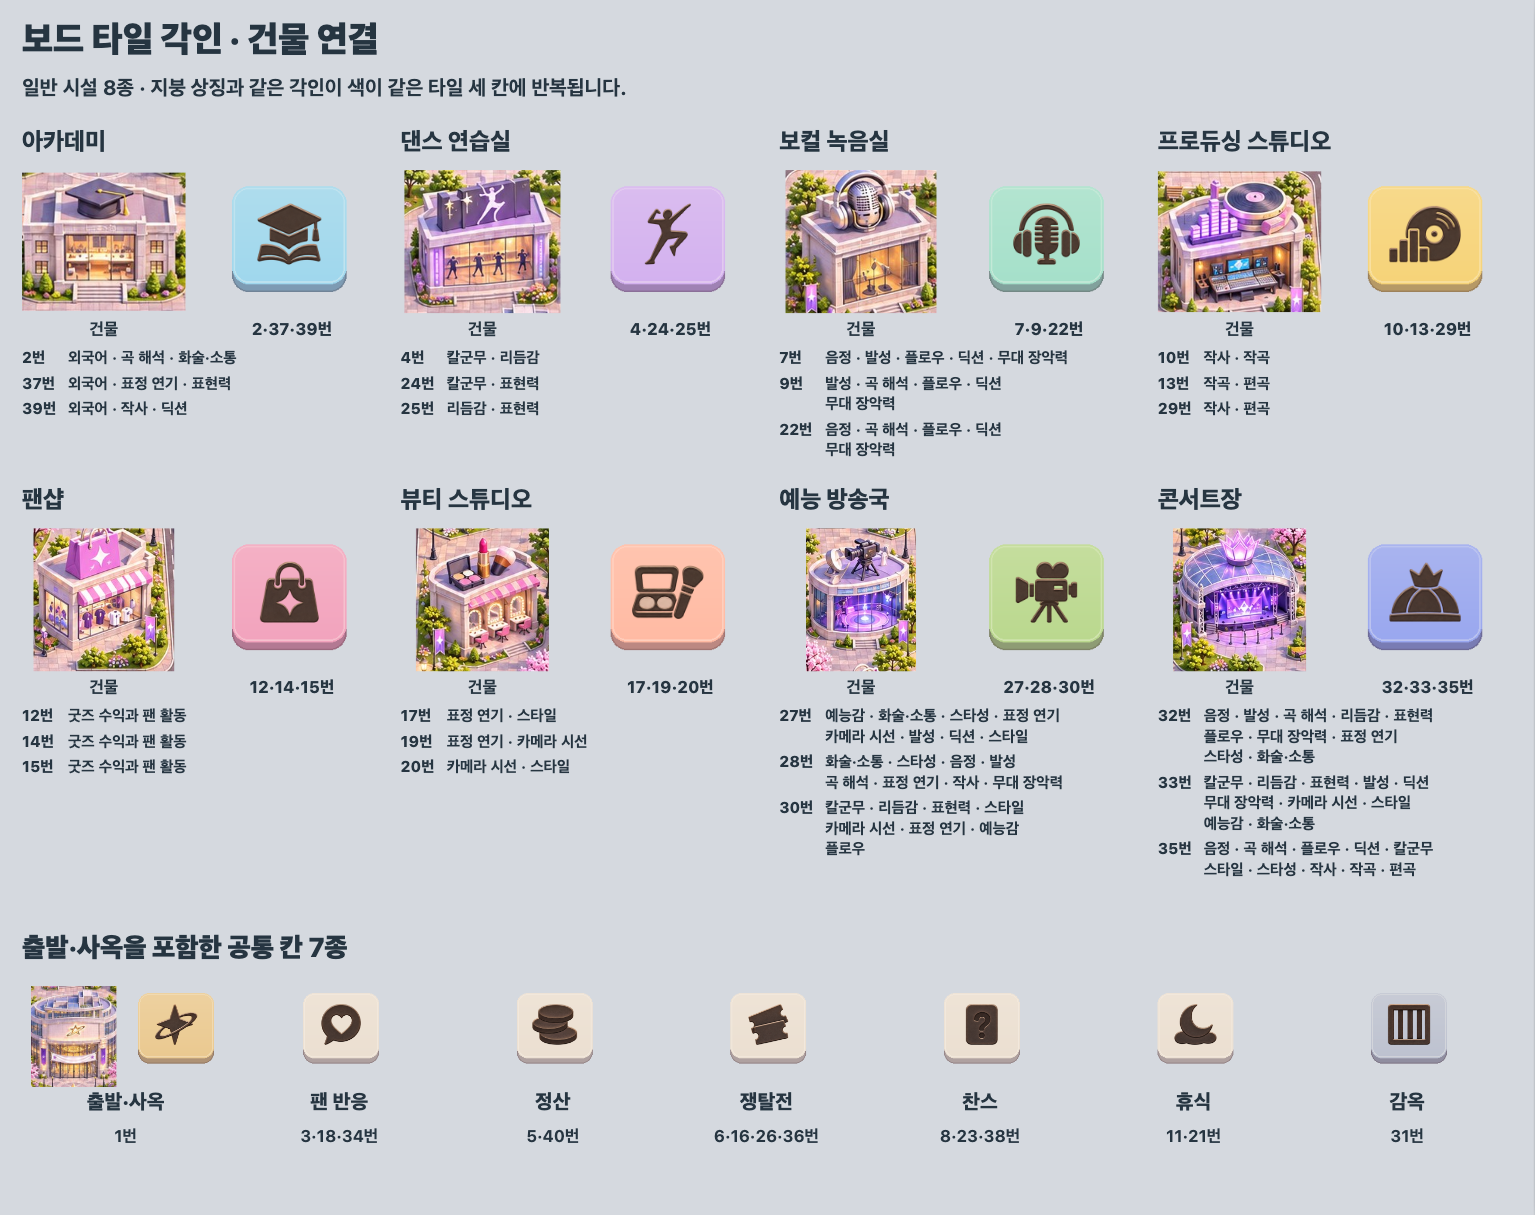 보드 타일 각인 · 건물 연결
일반 시설 8종 · 지붕 상징과 같은 각인이 색이 같은 타일 세 칸에 반복됩니다.
아카데미
건물
2·37·39번
2번 외국어 · 곡 해석 · 화술·소통
37번 외국어 · 표정 연기 · 표현력
39번 외국어 · 작사 · 딕션
댄스 연습실
건물
4·24·25번
4번 칼군무 · 리듬감
24번 칼군무 · 표현력
25번 리듬감 · 표현력
보컬 녹음실
건물
7·9·22번
7번 음정 · 발성 · 플로우 · 딕션 · 무대 장악력
9번 발성 · 곡 해석 · 플로우 · 딕션
무대 장악력
22번 음정 · 곡 해석 · 플로우 · 딕션
무대 장악력
프로듀싱 스튜디오
건물
10·13·29번
10번 작사 · 작곡
13번 작곡 · 편곡
29번 작사 · 편곡
팬샵
건물
12·14·15번
12번 굿즈 수익과 팬 활동
14번 굿즈 수익과 팬 활동
15번 굿즈 수익과 팬 활동
뷰티 스튜디오
건물
17·19·20번
17번 표정 연기 · 스타일
19번 표정 연기 · 카메라 시선
20번 카메라 시선 · 스타일
예능 방송국
건물
27·28·30번
27번 예능감 · 화술·소통 · 스타성 · 표정 연기
카메라 시선 · 발성 · 딕션 · 스타일
28번 화술·소통 · 스타성 · 음정 · 발성
곡 해석 · 표정 연기 · 작사 · 무대 장악력
30번 칼군무 · 리듬감 · 표현력 · 스타일
카메라 시선 · 표정 연기 · 예능감
플로우
콘서트장
건물
32·33·35번
32번 음정 · 발성 · 곡 해석 · 리듬감 · 표현력
플로우 · 무대 장악력 · 표정 연기
스타성 · 화술·소통
33번 칼군무 · 리듬감 · 표현력 · 발성 · 딕션
무대 장악력 · 카메라 시선 · 스타일
예능감 · 화술·소통
35번 음정 · 곡 해석 · 플로우 · 딕션 · 칼군무
스타일 · 스타성 · 작사 · 작곡 · 편곡
출발·사옥을 포함한 공통 칸 7종
?
출발·사옥
팬 반응
정산
쟁탈전
찬스
휴식
감옥
1번
3·18·34번
5·40번
6·16·26·36번
8·23·38번
11·21번
31번